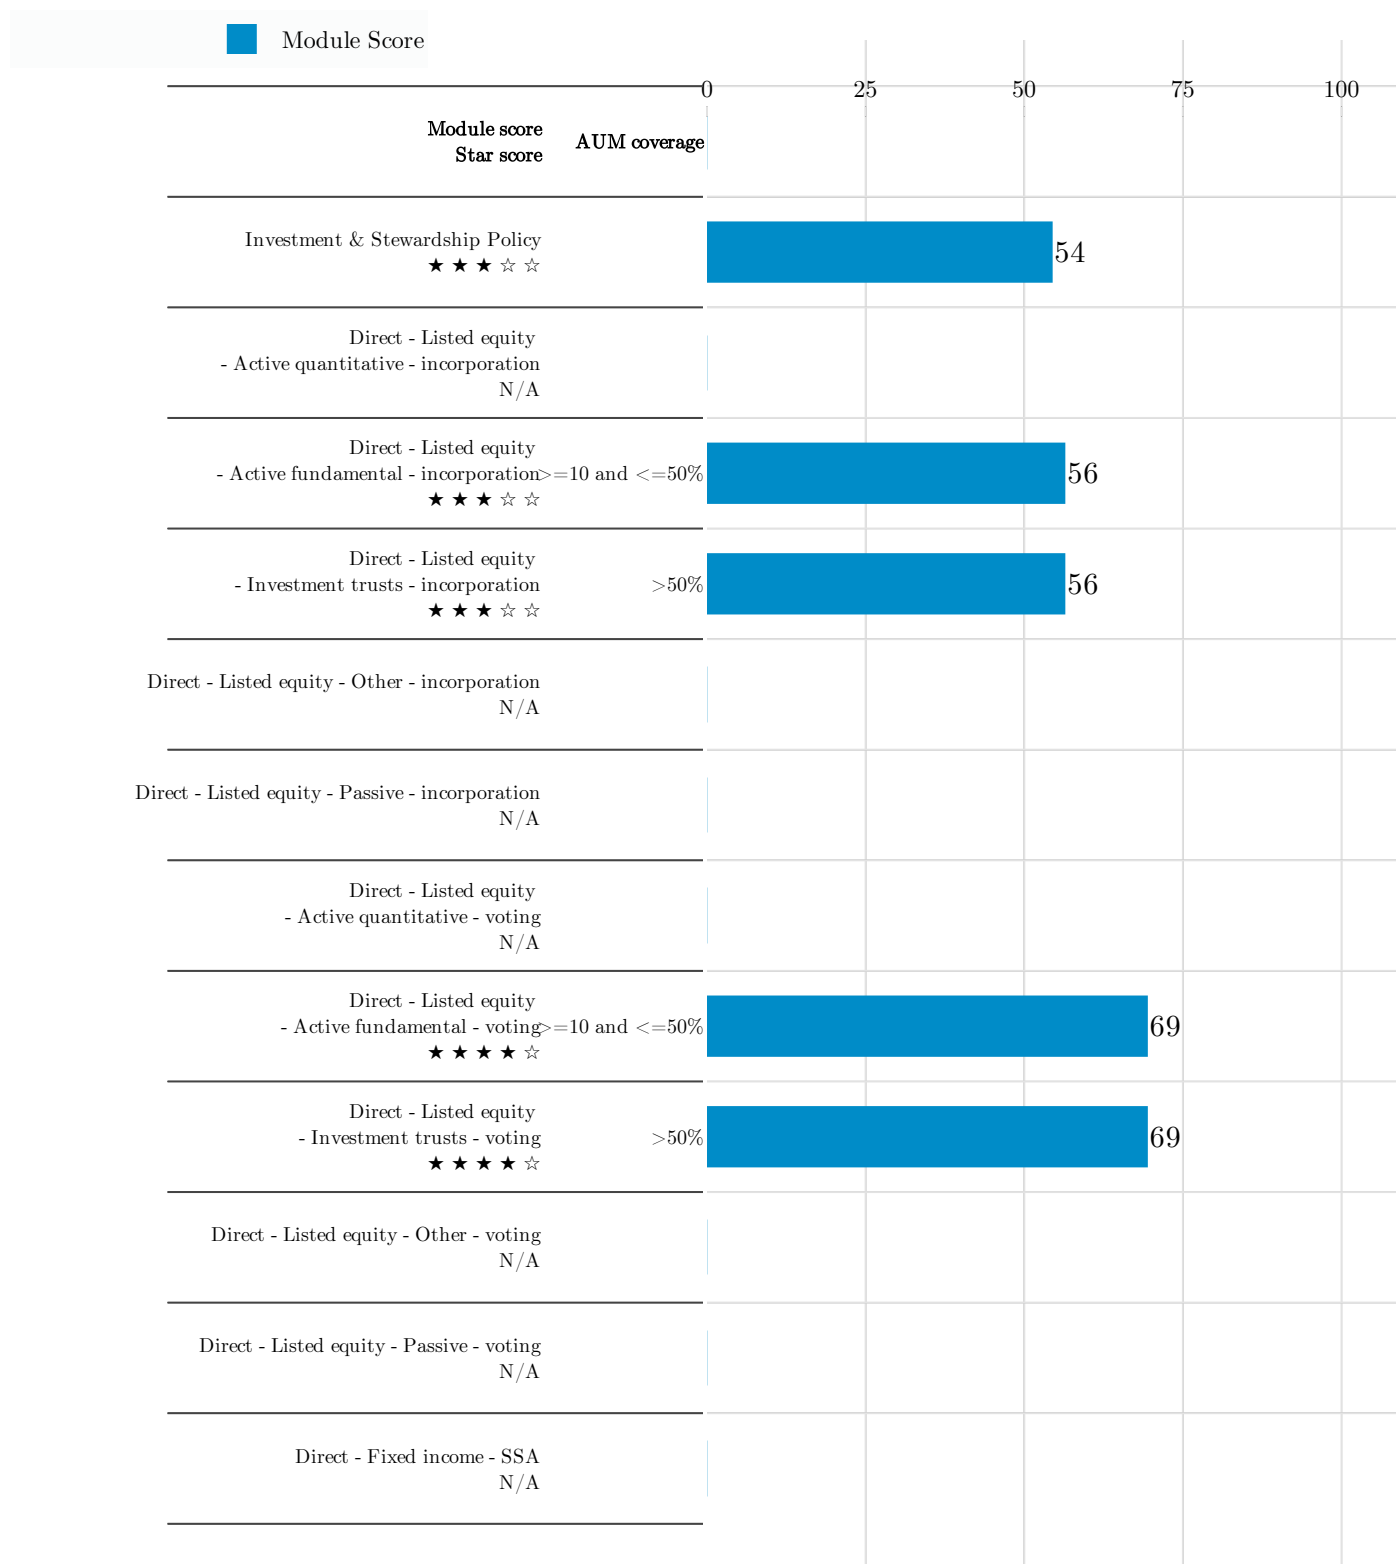 Module Score
0 25 50 75 100
Module score
Star score
AUM coverage
Investment & Stewardship Policy
★ ★ ★ ☆ ☆
54
Direct - Listed equity
- Active quantitative - incorporation
N/A
Direct - Listed equity
- Active fundamental - incorporation
★ ★ ★ ☆ ☆
>=10 and <=50%
56
Direct - Listed equity
- Investment trusts - incorporation
★ ★ ★ ☆ ☆
>50%
56
Direct - Listed equity - Other - incorporation
N/A
Direct - Listed equity - Passive - incorporation
N/A
Direct - Listed equity
- Active quantitative - voting
N/A
Direct - Listed equity
- Active fundamental - voting
★ ★ ★ ★ ☆
>=10 and <=50%
69
Direct - Listed equity
- Investment trusts - voting
★ ★ ★ ★ ☆
>50%
69
Direct - Listed equity - Other - voting
N/A
Direct - Listed equity - Passive - voting
N/A
Direct - Fixed income - SSA
N/A